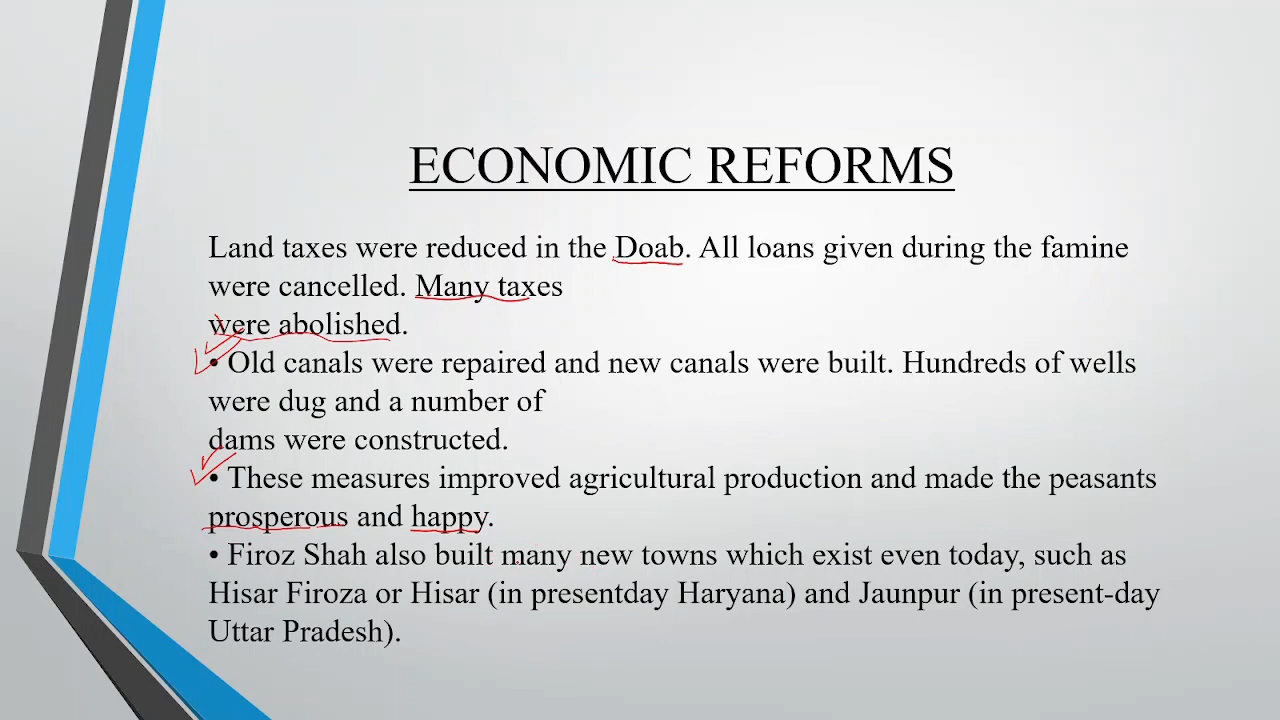 ECONOMIC REFORMS
Land taxes were reduced in the Doab. All loans given during the famine
were cancelled. Many taxes
were abolished.
• Old canals were repaired and new canals were built. Hundreds of wells
were dug and a number of
dams were constructed.
• These measures improved agricultural production and made the peasants
prosperous and happy.
• Firoz Shah also built many new towns which exist even today, such as
Hisar Firoza or Hisar (in presentday Haryana) and Jaunpur (in present-day
Uttar Pradesh).